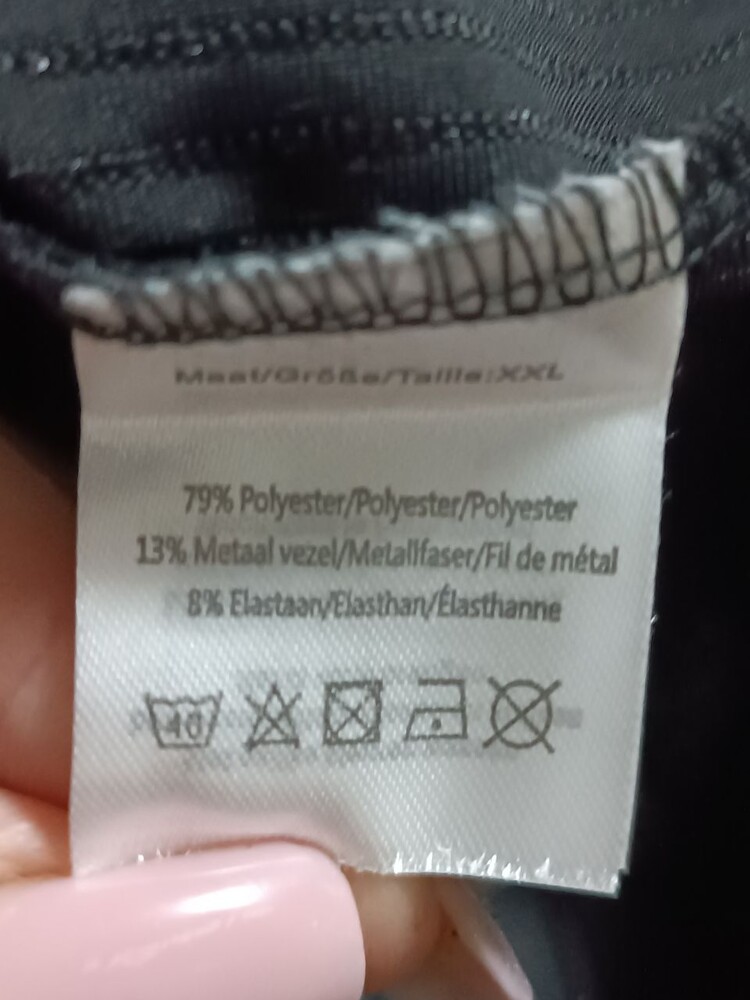 Maat/Größe/Taille:XXL
79% Polyester/Polyester/Polyester
13% Metaal vezel/Metallfaser/Fil de métal
8% Elastaan/Elasthan/Élasthanne
40